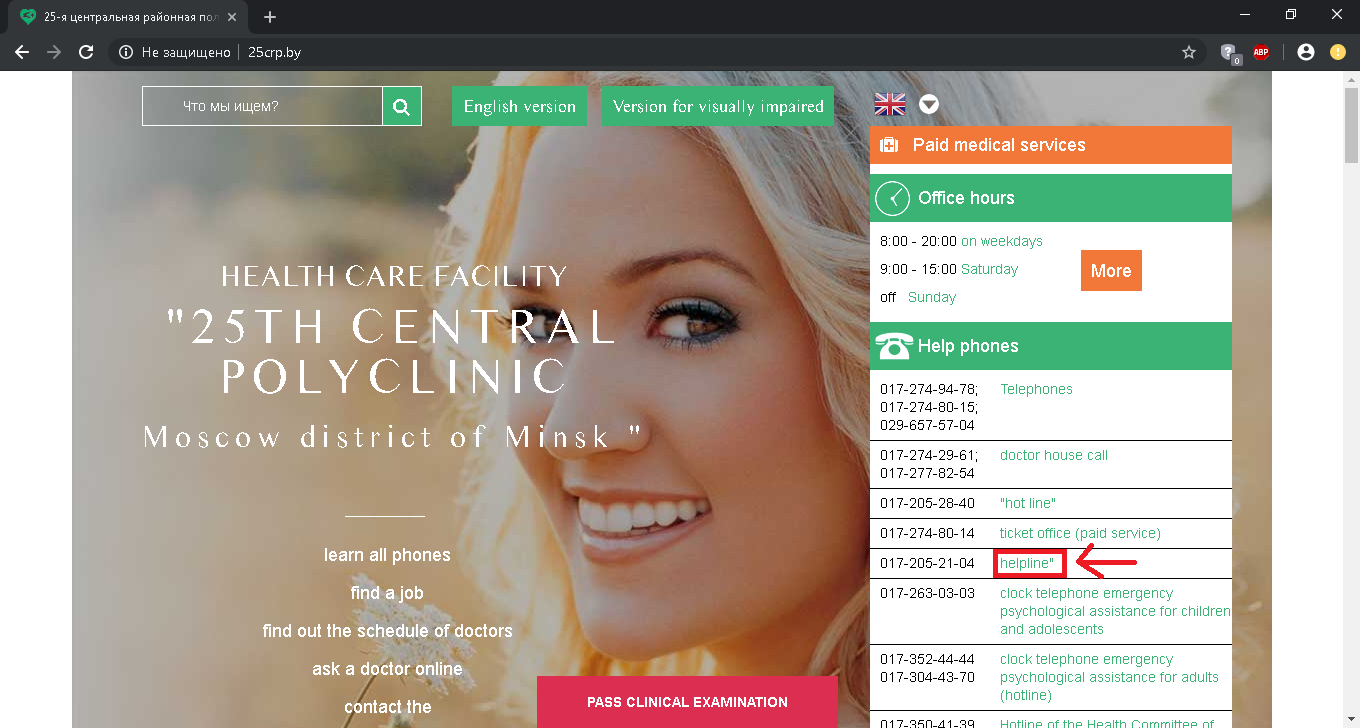 25-я центральная районная пол
Не защищено
25crp.by
0
ABP
Что мы ищем?
English version
Version for visually impaired
HEALTH CARE FACILITY
"25TH CENTRAL
POLYCLINIC
Moscow district of Minsk "
learn all phones
find a job
find out the schedule of doctors
ask a doctor online
contact the
PASS CLINICAL EXAMINATION
Paid medical services
Office hours
8:00 - 20:00 on weekdays
9:00 - 15:00 Saturday
off Sunday
More
Help phones
017-274-94-78; Telephones
017-274-80-15;
029-657-57-04
017-274-29-61; doctor house call
017-277-82-54
017-205-28-40 "hot line"
017-274-80-14 ticket office (paid service)
017-205-21-04 helpline"
017-263-03-03 clock telephone emergency
psychological assistance for children
and adolescents
017-352-44-44 clock telephone emergency
017-304-43-70 psychological assistance for adults
(hotline)
017-350-41-39 Hotline of the Health Committee of